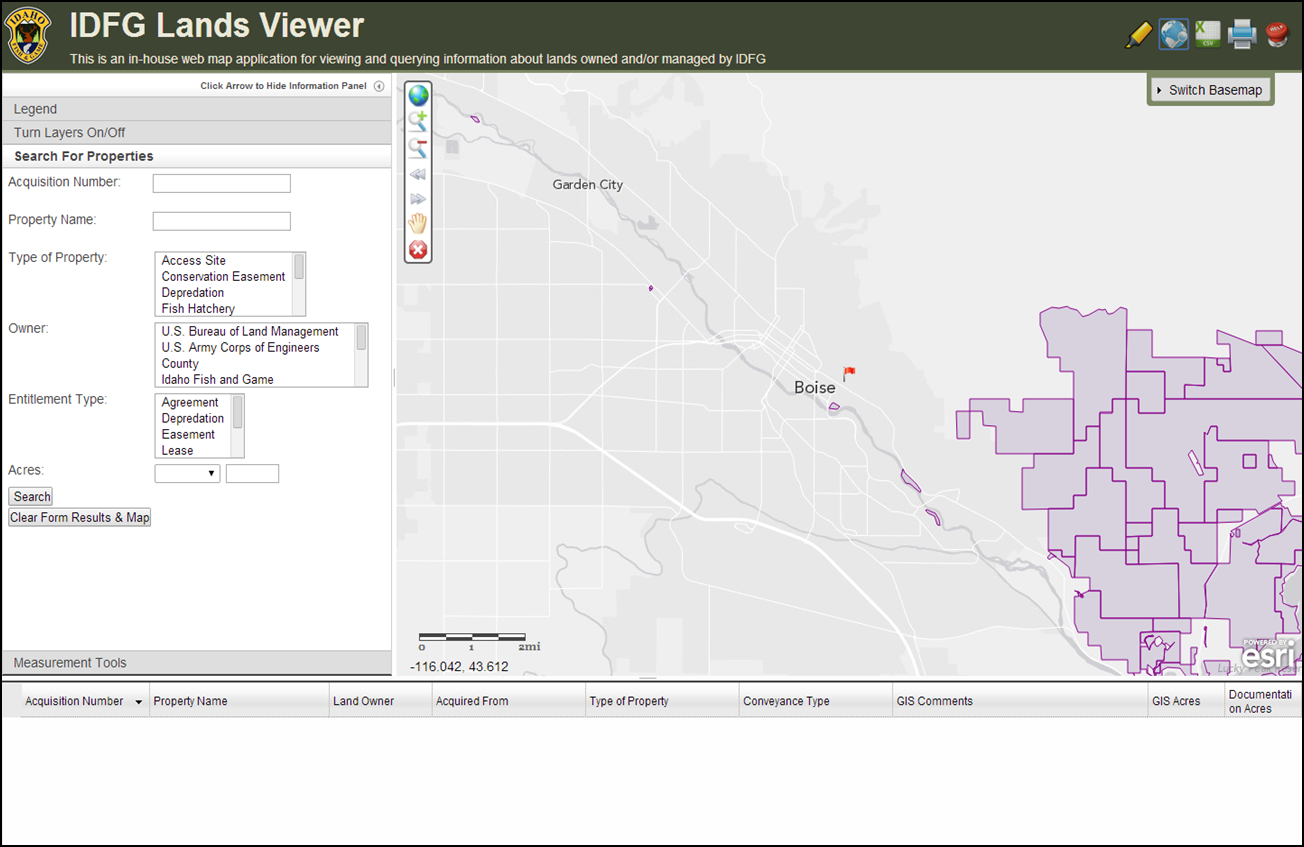 IDAHO
FISH & GAME
IDFG Lands Viewer
This is an in-house web map application for viewing and querying information about lands owned and/or managed by IDFG
X
CSV
HELP
Click Arrow to Hide Information Panel
Switch Basemap
Legend
Turn Layers On/Off
Search For Properties
Acquisition Number:
Property Name:
Type of Property:
Access Site
Conservation Easement
Depredation
Fish Hatchery
Owner:
U.S. Bureau of Land Management
U.S. Army Corps of Engineers
County
Idaho Fish and Game
Entitlement Type:
Agreement
Depredation
Easement
Lease
Acres:
Search
Clear Form Results & Map
Measurement Tools
Garden City
Boise
0 1 2mi
-116.042, 43.612
POWERED BY
esri
Lucky
Acquisition Number
Property Name
Land Owner
Acquired From
Type of Property
Conveyance Type
GIS Comments
GIS Acres
Documentati
on Acres